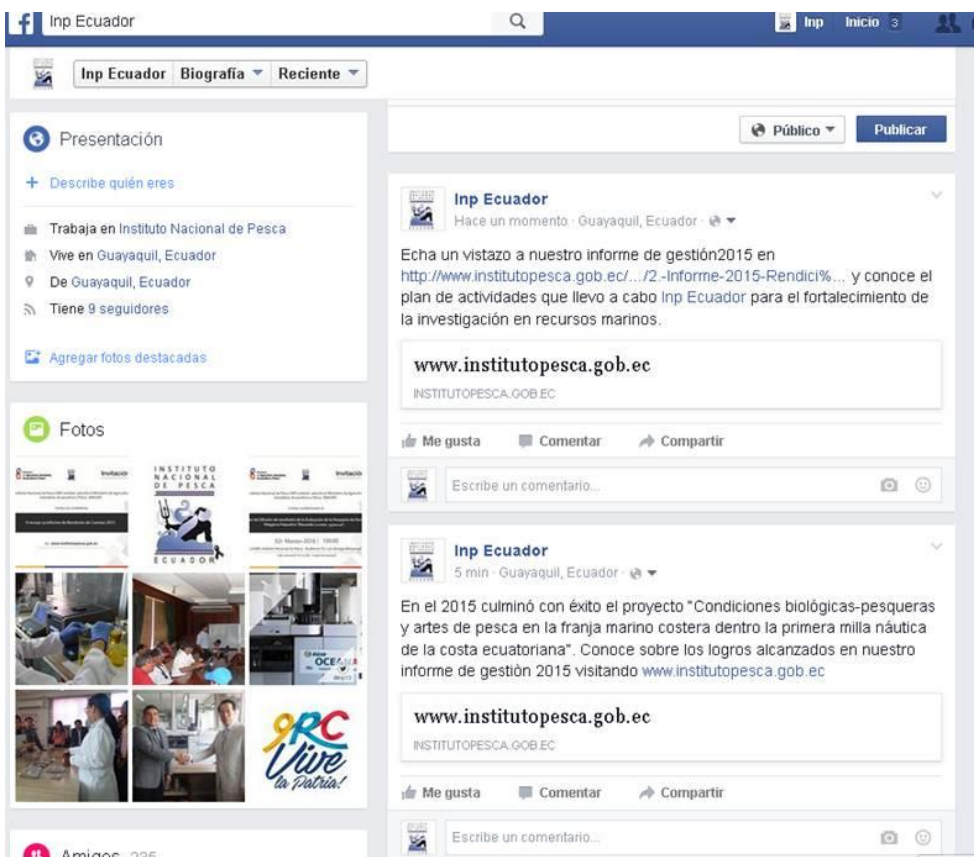 Inp Ecuador
Inp Inicio 3
Inp Ecuador Biografía Reciente
Presentación
Describe quién eres
Trabaja en Instituto Nacional de Pesca
Vive en Guayaquil, Ecuador
De Guayaquil, Ecuador
Tiene 9 seguidores
Agregar fotos destacadas
Fotos
Invitación
INSTITUTO
NACIONAL
DE PESCA
ECUADOR
Invitación
OCEANA
RC
Vive
la Patria!
Amigos 235
Público Publicar
Inp Ecuador
Hace un momento · Guayaquil, Ecuador ·
Echa un vistazo a nuestro informe de gestión2015 en
http://www.institutopesca.gob.ec/.../2.-Informe-2015-Rendici%... y conoce el
plan de actividades que llevo a cabo Inp Ecuador para el fortalecimiento de
la investigación en recursos marinos.
www.institutopesca.gob.ec
INSTITUTOPESCA.GOB.EC
Me gusta Comentar Compartir
Escribe un comentario...
Inp Ecuador
5 min · Guayaquil, Ecuador ·
En el 2015 culminó con éxito el proyecto "Condiciones biológicas-pesqueras
y artes de pesca en la franja marino costera dentro la primera milla náutica
de la costa ecuatoriana". Conoce sobre los logros alcanzados en nuestro
informe de gestiòn 2015 visitando www.institutopesca.gob.ec
www.institutopesca.gob.ec
INSTITUTOPESCA.GOB.EC
Me gusta Comentar Compartir
Escribe un comentario...